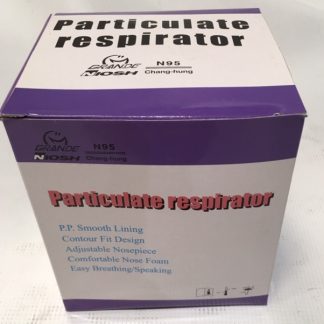 Particulate
respirator
GRANDE
NIOSH
N95
Chang-hung
GRANDE
NIOSH
N95
Chang-hung
Particulate respirator
P.P. Smooth Lining
Contour Fit Design
Adjustable Nosepiece
Comfortable Nose Foam
Easy Breathing/Speaking